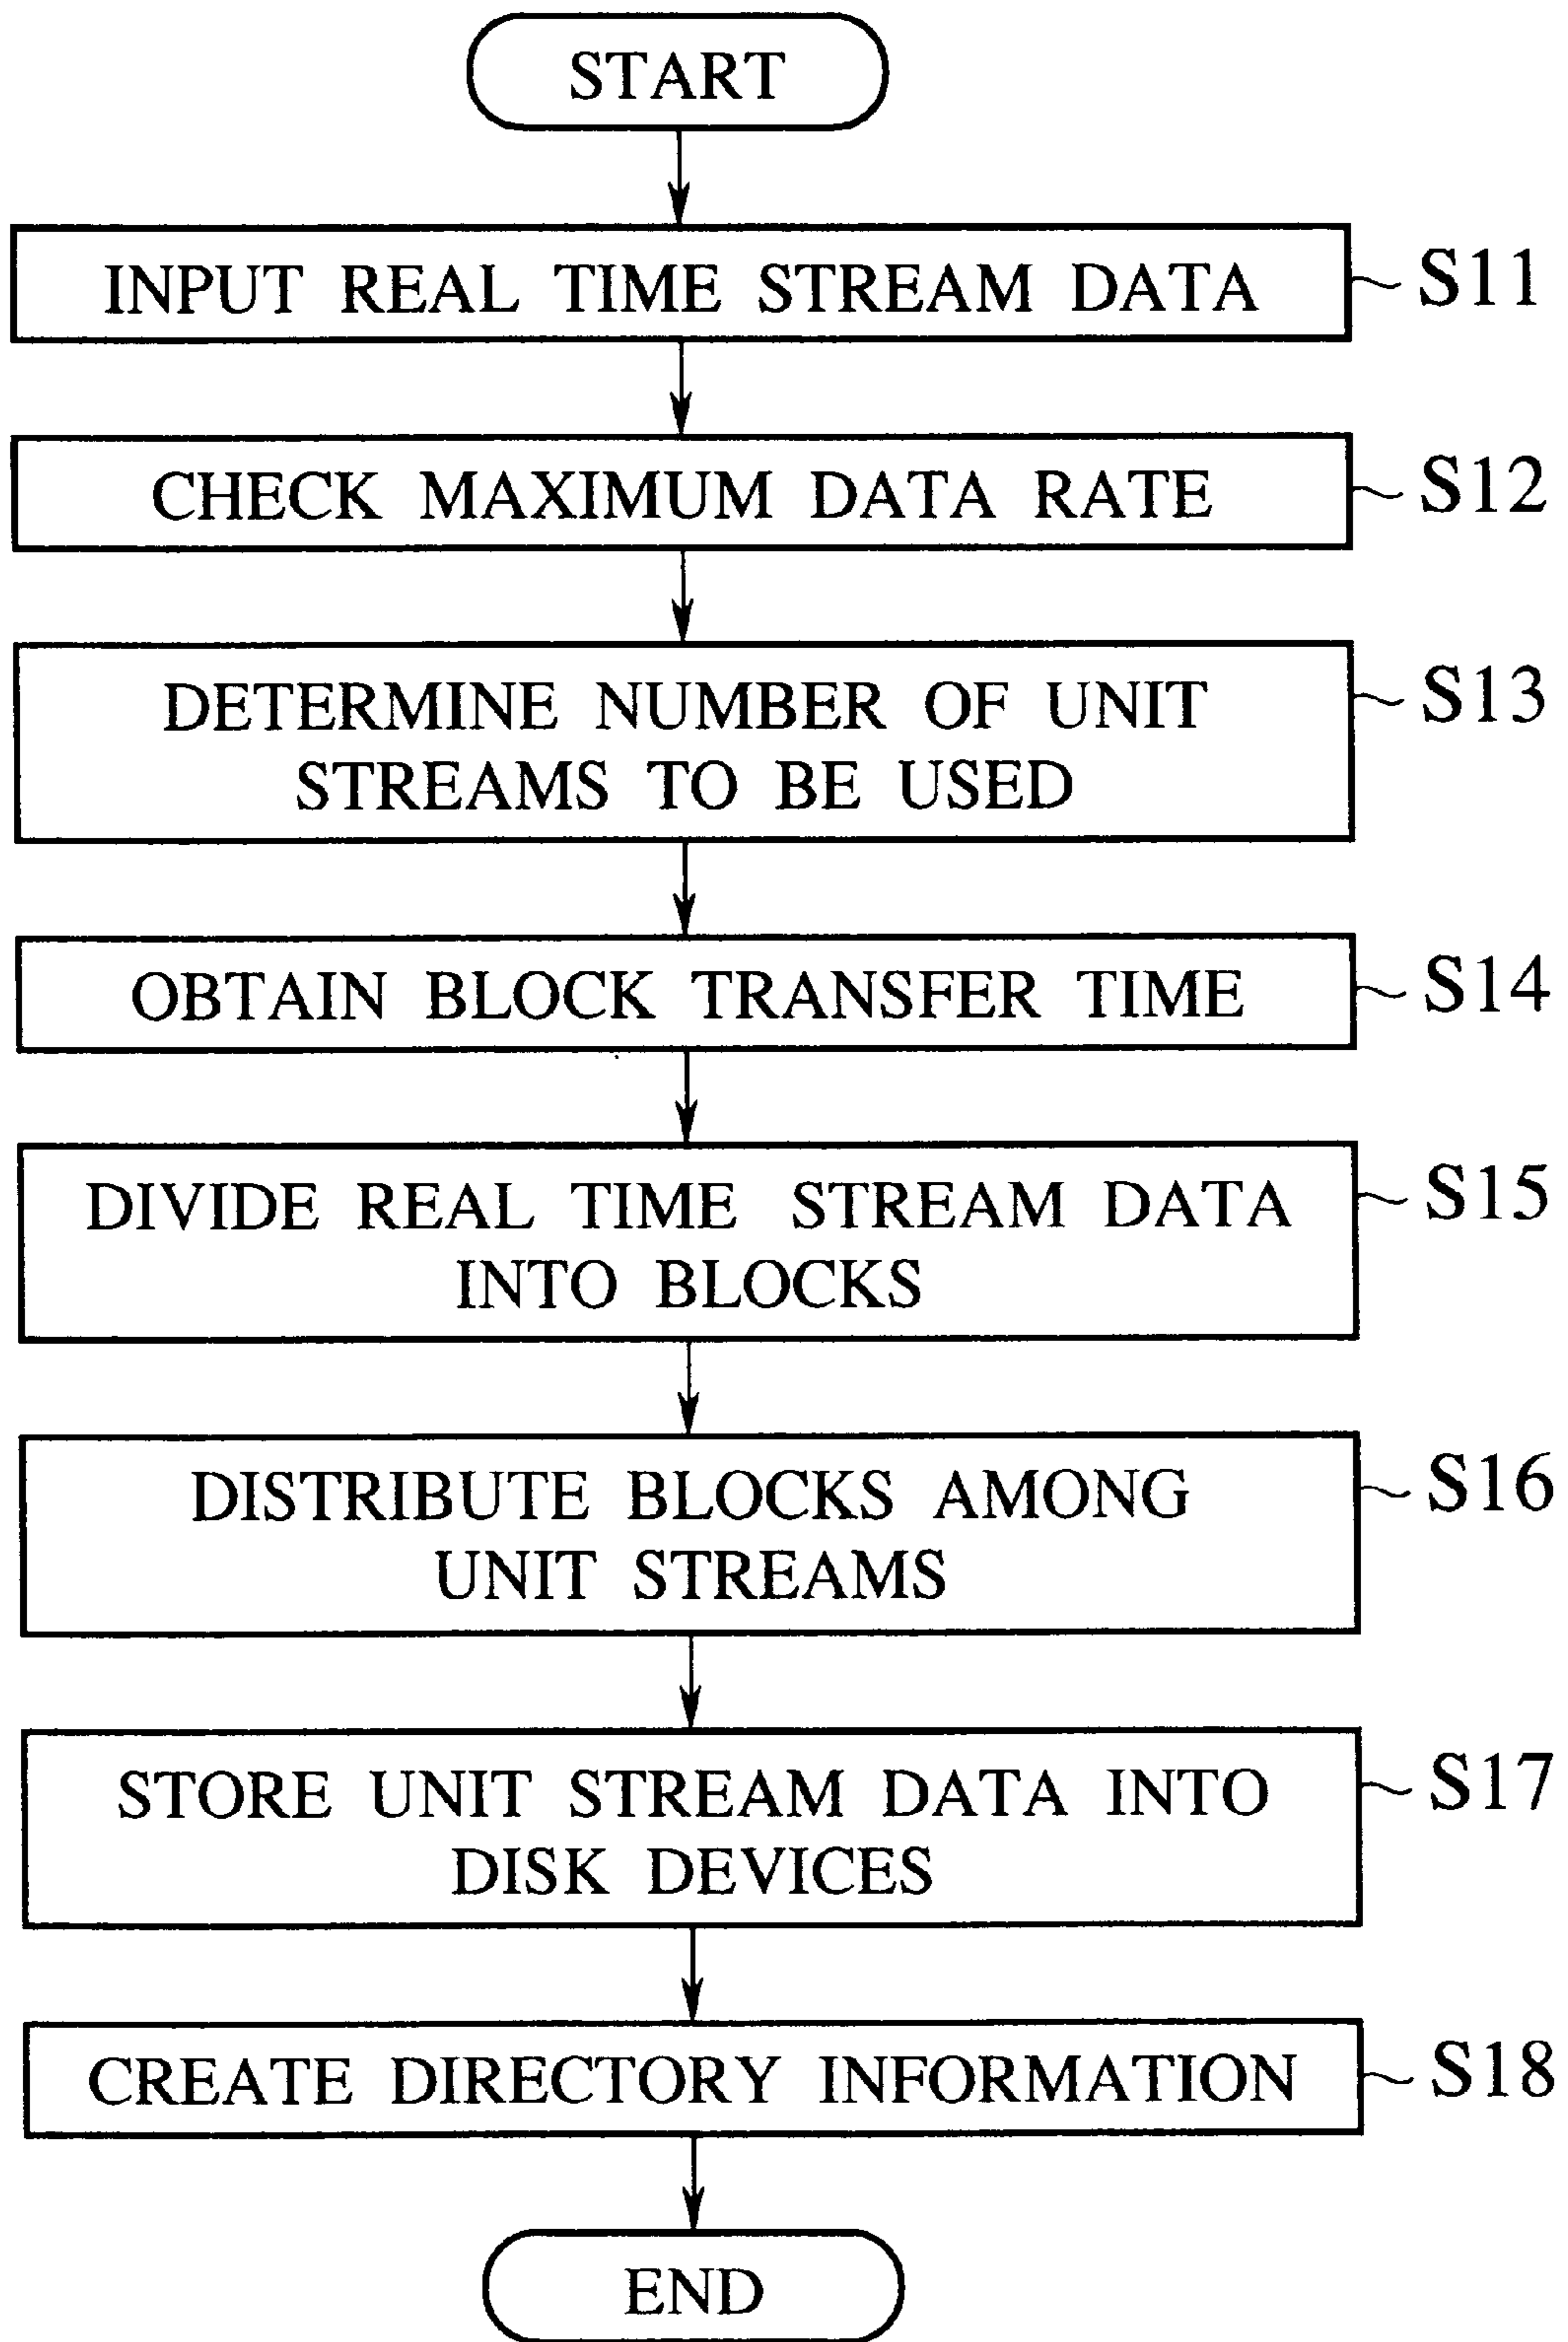 START
INPUT REAL TIME STREAM DATA
S11
CHECK MAXIMUM DATA RATE
S12
DETERMINE NUMBER OF UNIT
STREAMS TO BE USED
S13
OBTAIN BLOCK TRANSFER TIME
S14
DIVIDE REAL TIME STREAM DATA
INTO BLOCKS
S15
DISTRIBUTE BLOCKS AMONG
UNIT STREAMS
S16
STORE UNIT STREAM DATA INTO
DISK DEVICES
S17
CREATE DIRECTORY INFORMATION
S18
END